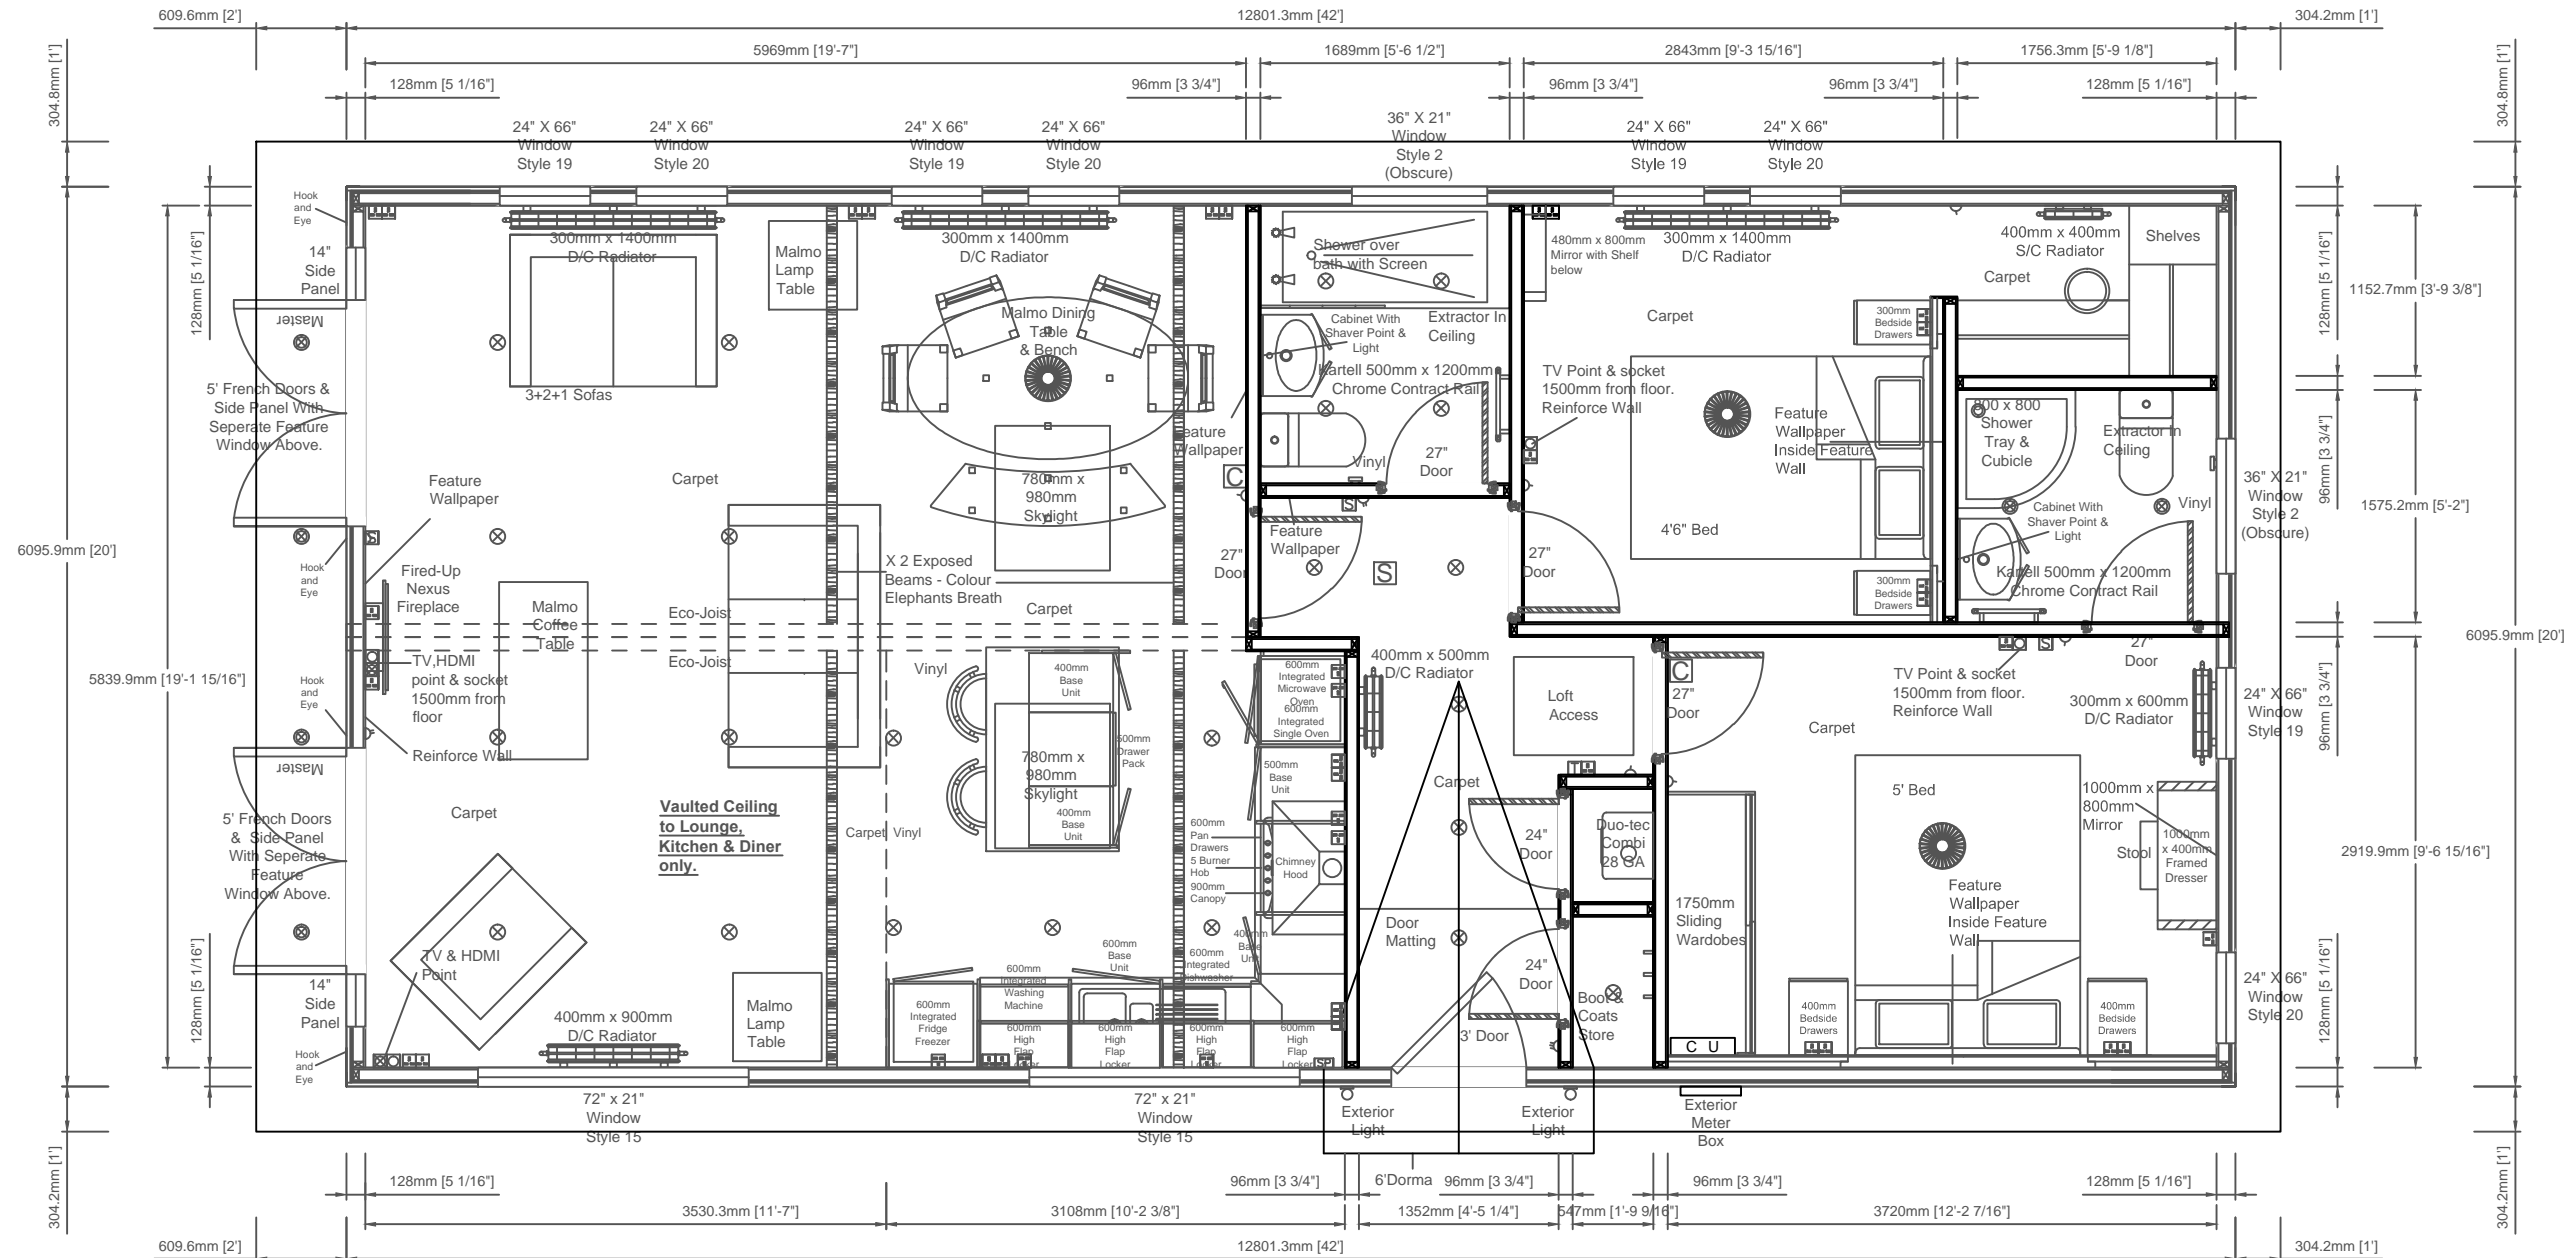 609.6mm [2']
12801.3mm [42']
304.2mm [1']
5969mm [19'-7"]
1689mm [5'-6 1/2"]
2843mm [9'-3 15/16"]
1756.3mm [5'-9 1/8"]
128mm [5 1/16"]
96mm [3 3/4"]
96mm [3 3/4"]
96mm [3 3/4"]
128mm [5 1/16"]
304.8mm [1']
304.8mm [1']
24" X 66"
Window
Style 19
24" X 66"
Window
Style 20
24" X 66"
Window
Style 19
24" X 66"
Window
Style 20
36" X 21"
Window
Style 2
(Obscure)
24" X 66"
Window
Style 19
24" X 66"
Window
Style 20
Hook
and
Eye
14"
Side
Panel
Master
128mm [5 1/16"]
5' French Doors &
Side Panel With
Seperate Feature
Window Above.
300mm x 1400mm
D/C Radiator
3+2+1 Sofas
Malmo
Lamp
Table
300mm x 1400mm
D/C Radiator
Malmo Dining
Table
& Bench
Shower over
bath with Screen
Cabinet With
Shaver Point &
Light
Extractor In
Ceiling
Kartell 500mm x 1200mm
Chrome Contract Rail
Vinyl
27"
Door
480mm x 800mm
Mirror with Shelf
below
300mm x 1400mm
D/C Radiator
Carpet
TV Point & socket
1500mm from floor.
Reinforce Wall
300mm
Bedside
Drawers
Feature
Wallpaper
Inside Feature
Wall
4'6" Bed
300mm
Bedside
Drawers
400mm x 400mm
S/C Radiator
Carpet
Shelves
128mm [5 1/16"]
1152.7mm [3'-9 3/8"]
800 x 800
Shower
Tray &
Cubicle
Extractor In
Ceiling
Vinyl
Cabinet With
Shaver Point &
Light
Kartell 500mm x 1200mm
Chrome Contract Rail
36" X 21"
Window
Style 2
(Obscure)
96mm [3 3/4"]
1575.2mm [5'-2"]
Feature
Wallpaper
Carpet
780mm x
980mm
Skylight
Feature
Wallpaper
C
S
S
Feature
Wallpaper
27"
Door
S
27"
Door
Hook
and
Eye
Fired-Up
Nexus
Fireplace
Malmo
Coffee
Table
Eco-Joist
Eco-Joist
X 2 Exposed
Beams - Colour
Elephants Breath
Carpet
6095.9mm [20']
6095.9mm [20']
5839.9mm [19'-1 15/16"]
Hook
and
Eye
TV,HDMI
point & socket
1500mm from
floor
Reinforce Wall
Vinyl
400mm
Base
Unit
600mm
Integrated
Microwave
Oven
600mm
Integrated
Single Oven
500mm
Drawer
Pack
780mm x
980mm
Skylight
400mm
Base
Unit
500mm
Base
Unit
600mm
Pan
Drawers
5 Burner
Hob
900mm
Canopy
Chimney
Hood
400mm x 500mm
D/C Radiator
Loft
Access
Carpet
C
27"
Door
S
27"
Door
TV Point & socket
1500mm from floor.
Reinforce Wall
Carpet
300mm x 600mm
D/C Radiator
24" X 66"
Window
Style 19
96mm [3 3/4"]
Master
5' French Doors
& Side Panel
With Seperate
Feature
Window Above.
Carpet
Vaulted Ceiling
to Lounge,
Kitchen & Diner
only.
Carpet
Vinyl
T
24"
Door
Duo-tec
Combi
28 GA
5' Bed
1000mm x
800mm
Mirror
Stool
1000mm
x 400mm
Framed
Dresser
2919.9mm [9'-6 15/16"]
1750mm
Sliding
Wardobes
Feature
Wallpaper
Inside Feature
Wall
Door
Matting
24"
Door
3' Door
Boot &
Coats
Store
14"
Side
Panel
TV & HDMI
Point
Hook
and
Eye
400mm x 900mm
D/C Radiator
Malmo
Lamp
Table
600mm
Integrated
Fridge
Freezer
600mm
Integrated
Washing
Machine
600mm
Base
Unit
600mm
Integrated
Dishwasher
400mm
Base
Unit
600mm
High
Flap
Locker
600mm
High
Flap
Locker
600mm
High
Flap
Locker
600mm
High
Flap
Locker
SP
C U
400mm
Bedside
Drawers
400mm
Bedside
Drawers
24" X 66"
Window
Style 20
128mm [5 1/16"]
128mm [5 1/16"]
72" x 21"
Window
Style 15
72" x 21"
Window
Style 15
Exterior
Light
Exterior
Light
Exterior
Meter
Box
304.2mm [1']
304.2mm [1']
128mm [5 1/16"]
96mm [3 3/4"]
6'Dorma
96mm [3 3/4"]
96mm [3 3/4"]
128mm [5 1/16"]
3530.3mm [11'-7"]
3108mm [10'-2 3/8"]
1352mm [4'-5 1/4"]
547mm [1'-9 9/16"]
3720mm [12'-2 7/16"]
609.6mm [2']
12801.3mm [42']
304.2mm [1']